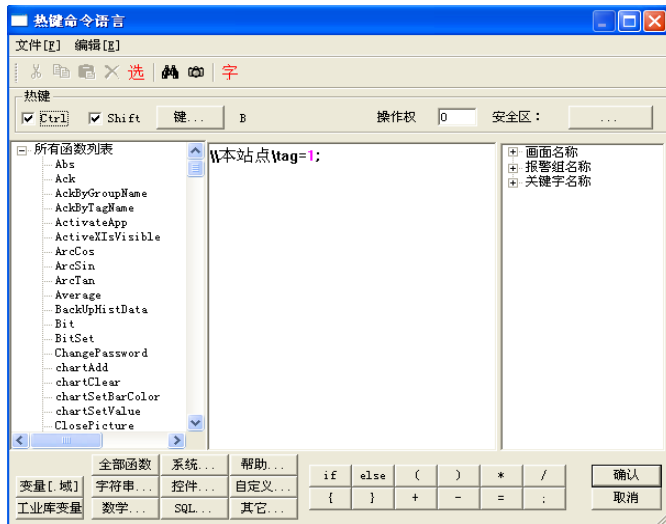 热键命令语言
文件[F] 编辑[E]
选 字
热键
Ctrl Shift 键... B 操作权 0 安全区： ...
所有函数列表
Abs
Ack
AckByGroupName
AckByTagName
ActivateApp
ActiveXIsVisible
ArcCos
ArcSin
ArcTan
Average
BackUpHistData
Bit
BitSet
ChangePassword
chartAdd
chartClear
chartSetBarColor
chartSetValue
ClosePicture
\\本站点\tag=1;
画面名称
报警组名称
关键字名称
全部函数 系统... 帮助...
变量[.域] 字符串... 控件... 自定义...
工业库变量 数学... SQL... 其它...
if else ( ) * /
{ } + - = ;
确认
取消